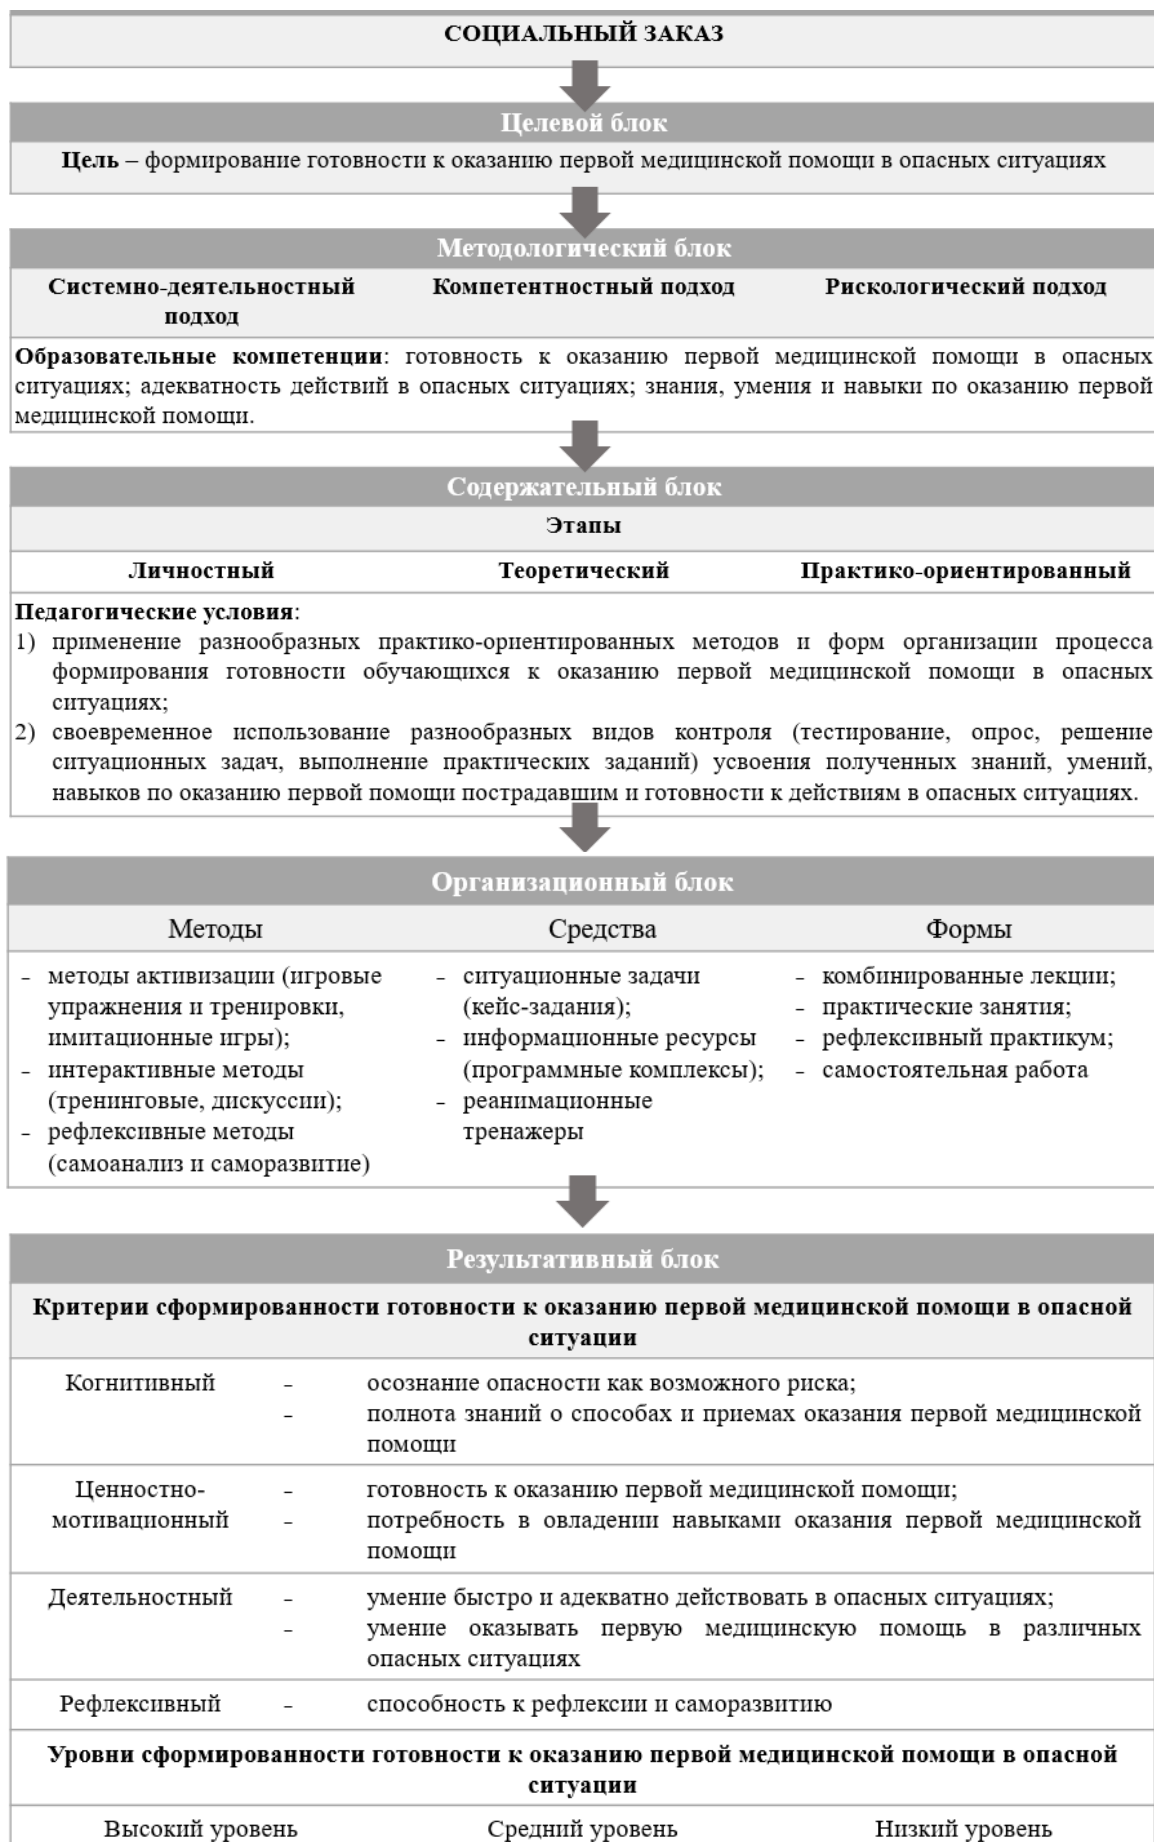 СОЦИАЛЬНЫЙ ЗАКАЗ
Целевой блок
Цель – формирование готовности к оказанию первой медицинской помощи в опасных ситуациях
Методологический блок
Системно-деятельностный подход
Компетентностный подход
Рискологический подход
Образовательные компетенции: готовность к оказанию первой медицинской помощи в опасных
ситуациях; адекватность действий в опасных ситуациях; знания, умения и навыки по оказанию первой
медицинской помощи.
Содержательный блок
Этапы
Личностный
Теоретический
Практико-ориентированный
Педагогические условия:
1) применение разнообразных практико-ориентированных методов и форм организации процесса
формирования готовности обучающихся к оказанию первой медицинской помощи в опасных
ситуациях;
2) своевременное использование разнообразных видов контроля (тестирование, опрос, решение
ситуационных задач, выполнение практических заданий) усвоения полученных знаний, умений,
навыков по оказанию первой помощи пострадавшим и готовности к действиям в опасных ситуациях.
Организационный блок
Методы
- методы активизации (игровые
упражнения и тренировки,
имитационные игры);
- интерактивные методы
(тренинговые, дискуссии);
- рефлексивные методы
(самоанализ и саморазвитие)
Средства
- ситуационные задачи
(кейс-задания);
- информационные ресурсы
(программные комплексы);
- реанимационные
тренажеры
Формы
- комбинированные лекции;
- практические занятия;
- рефлексивный практикум;
- самостоятельная работа
Результативный блок
Критерии сформированности готовности к оказанию первой медицинской помощи в опасной
ситуации
Когнитивный
- осознание опасности как возможного риска;
- полнота знаний о способах и приемах оказания первой медицинской
помощи
Ценностно-
мотивационный
- готовность к оказанию первой медицинской помощи;
- потребность в овладении навыками оказания первой медицинской
помощи
Деятельностный
- умение быстро и адекватно действовать в опасных ситуациях;
- умение оказывать первую медицинскую помощь в различных
опасных ситуациях
Рефлексивный
- способность к рефлексии и саморазвитию
Уровни сформированности готовности к оказанию первой медицинской помощи в опасной
ситуации
Высокий уровень
Средний уровень
Низкий уровень